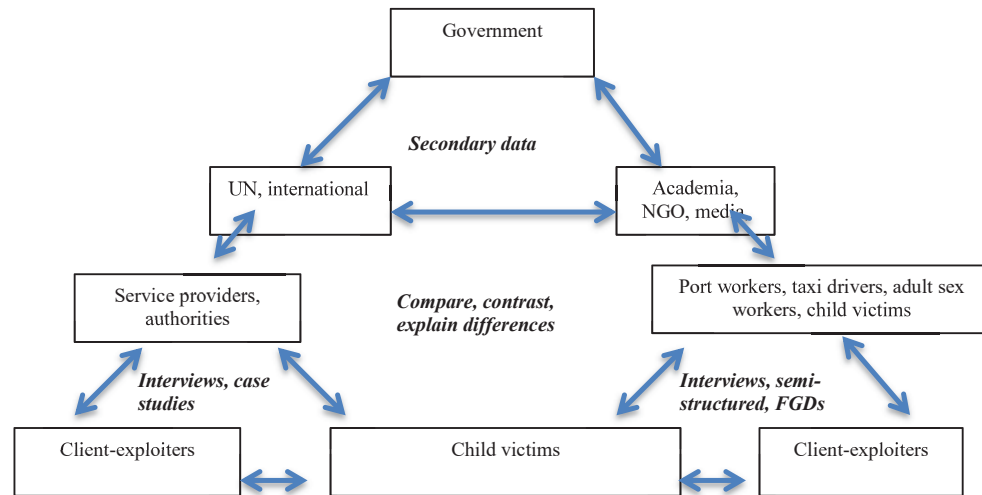 Government
Secondary data
UN, international
Academia,
NGO, media
Service providers,
authorities
Compare, contrast,
explain differences
Port workers, taxi drivers, adult sex
workers, child victims
Interviews, case
studies
Interviews, semi-
structured, FGDs
Client-exploiters
Child victims
Client-exploiters